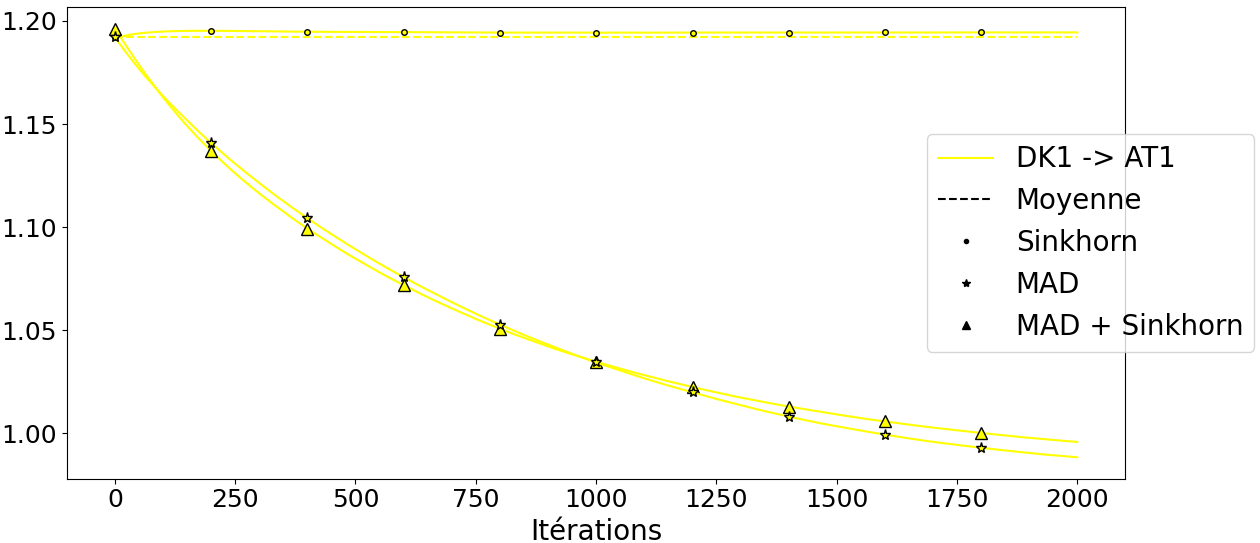 1.20
1.15
1.10
1.05
1.00
0 250 500 750 1000 1250 1500 1750 2000
Itérations
DK1 -> AT1
Moyenne
Sinkhorn
MAD
MAD + Sinkhorn